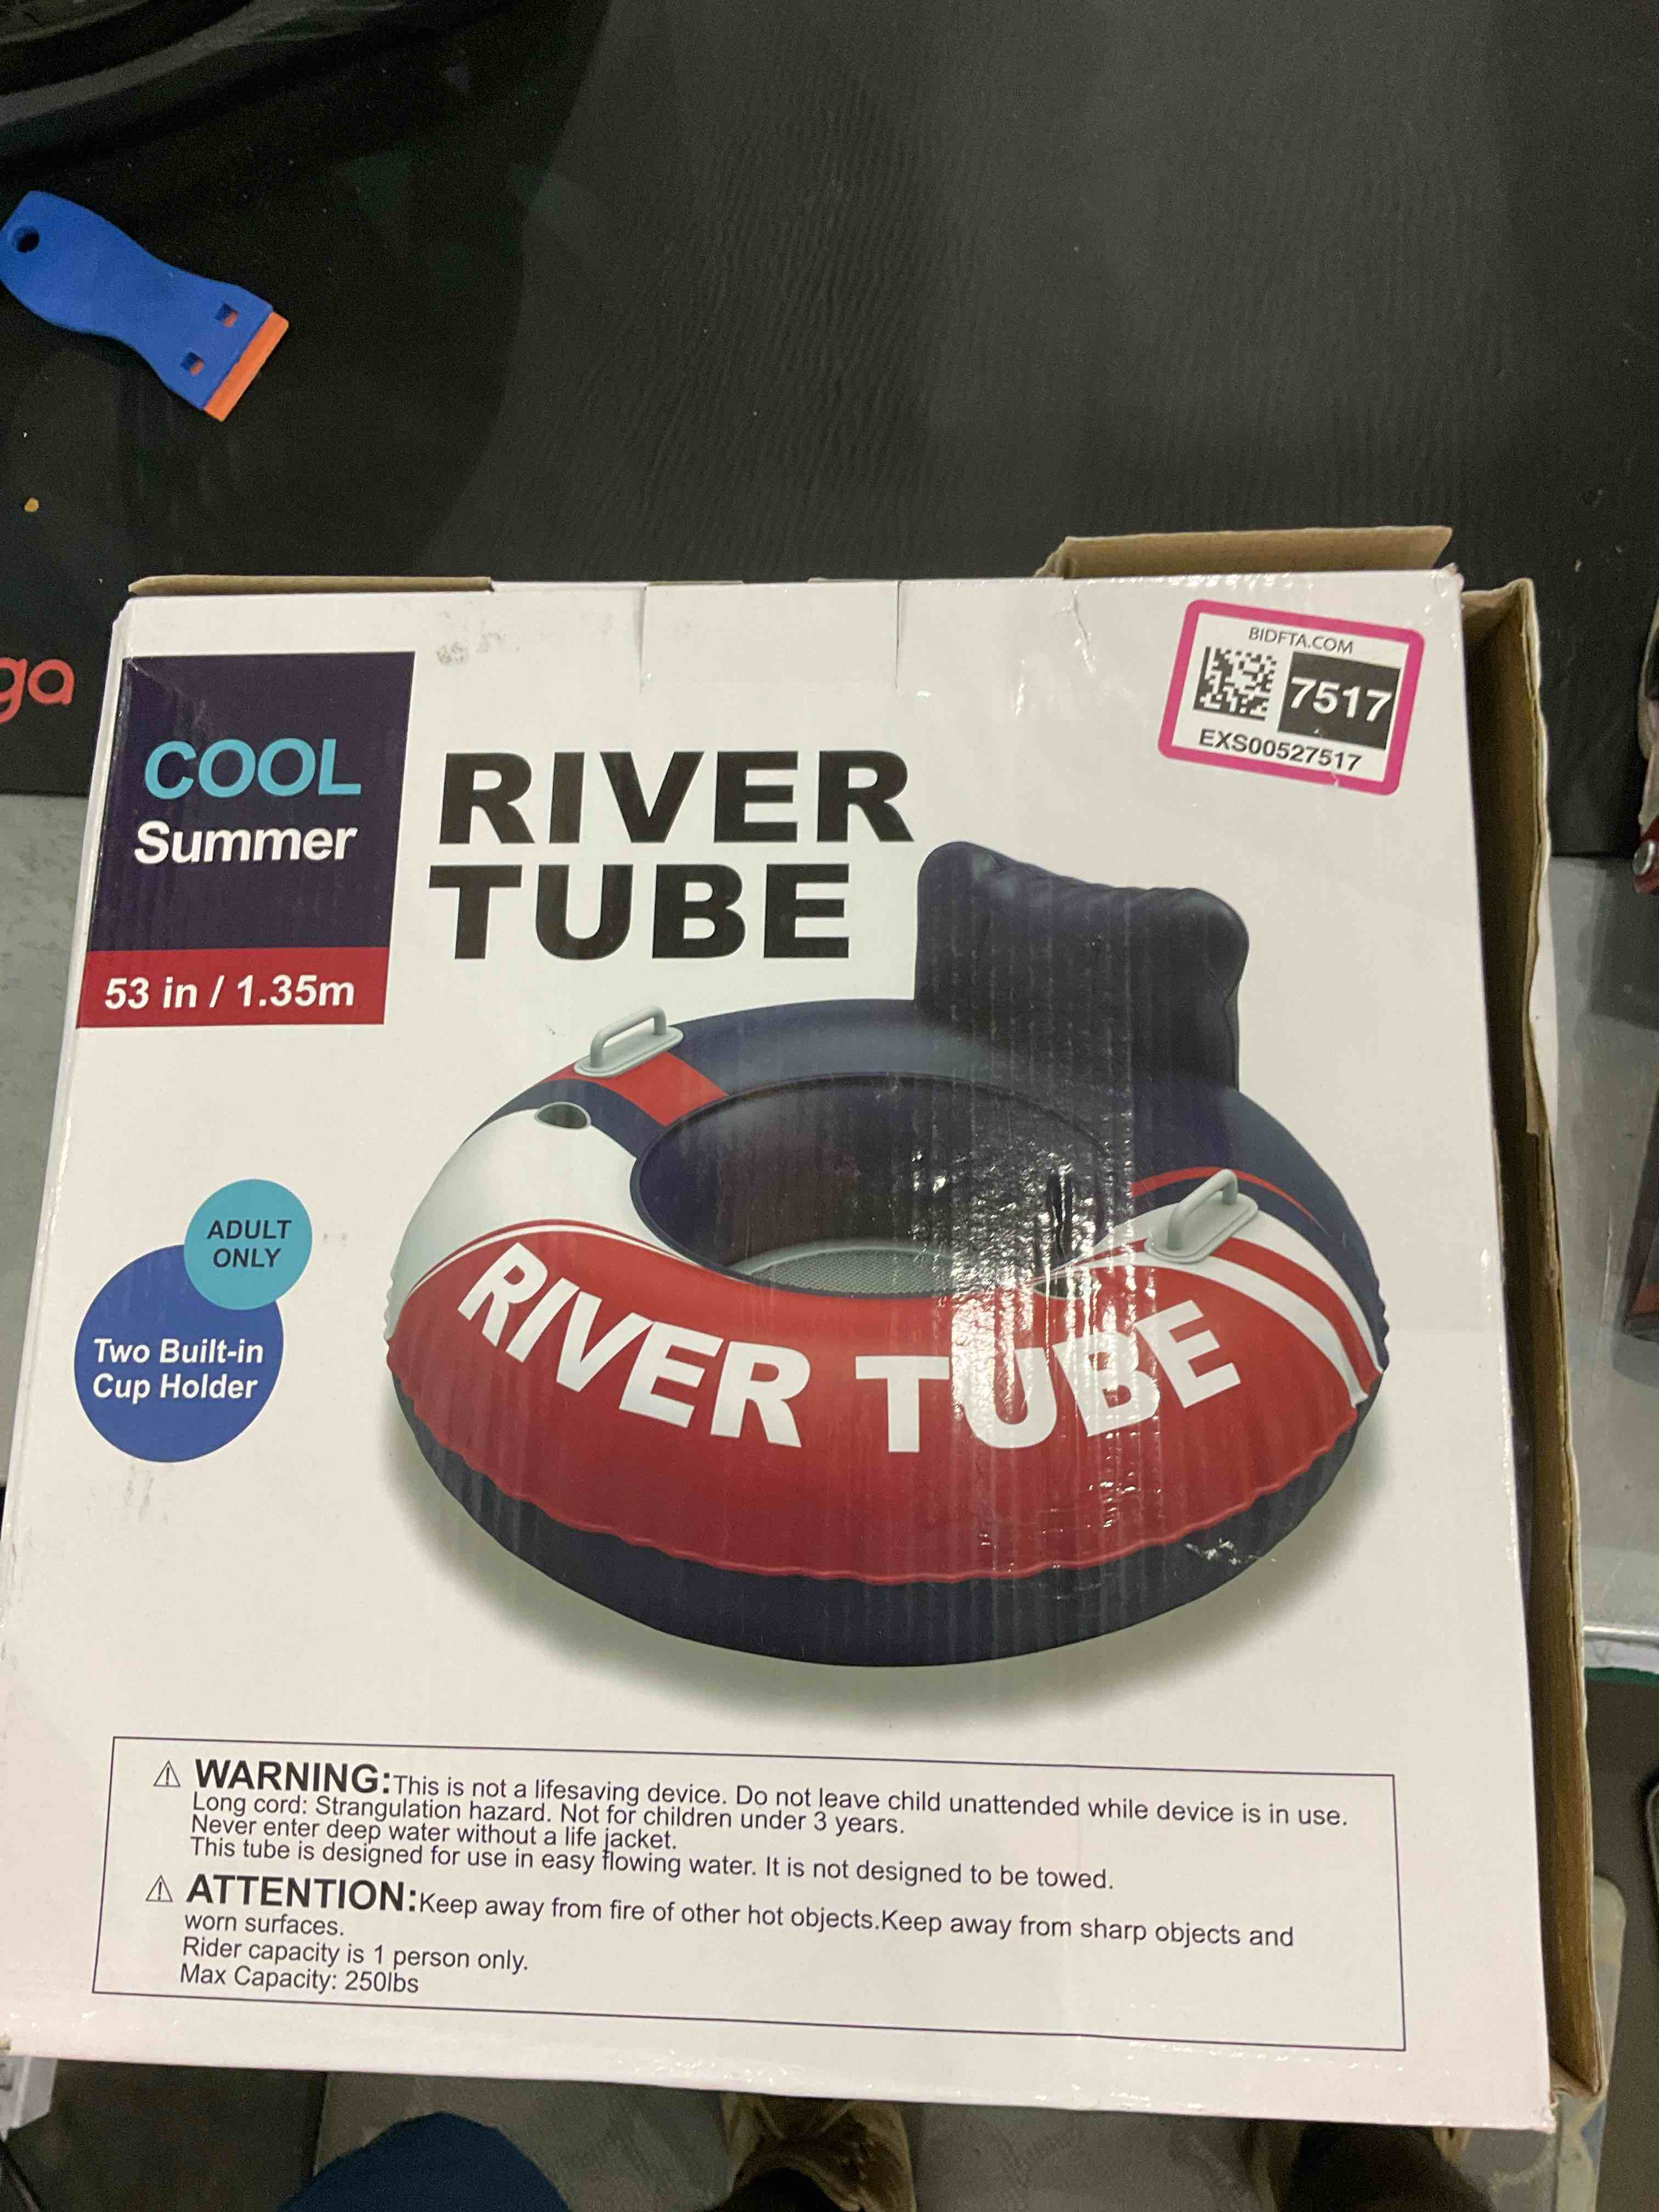 ga
BIDFTA.COM
7517
EXS00527517
COOL
Summer
53 in / 1.35m
RIVER
TUBE
ADULT
ONLY
Two Built-in
Cup Holder
RIVER TUBE
⚠ WARNING:This is not a lifesaving device. Do not leave child unattended while device is in use.
Long cord: Strangulation hazard. Not for children under 3 years.
Never enter deep water without a life jacket.
This tube is designed for use in easy flowing water. It is not designed to be towed.
⚠ ATTENTION:Keep away from fire of other hot objects.Keep away from sharp objects and
worn surfaces.
Rider capacity is 1 person only.
Max Capacity: 250lbs